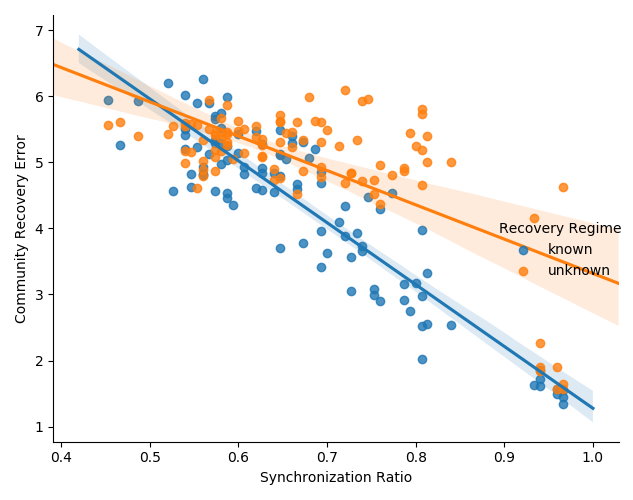 7
6
5
4
3
2
1
Community Recovery Error
0.4 0.5 0.6 0.7 0.8 0.9 1.0
Synchronization Ratio
Recovery Regime
known
unknown